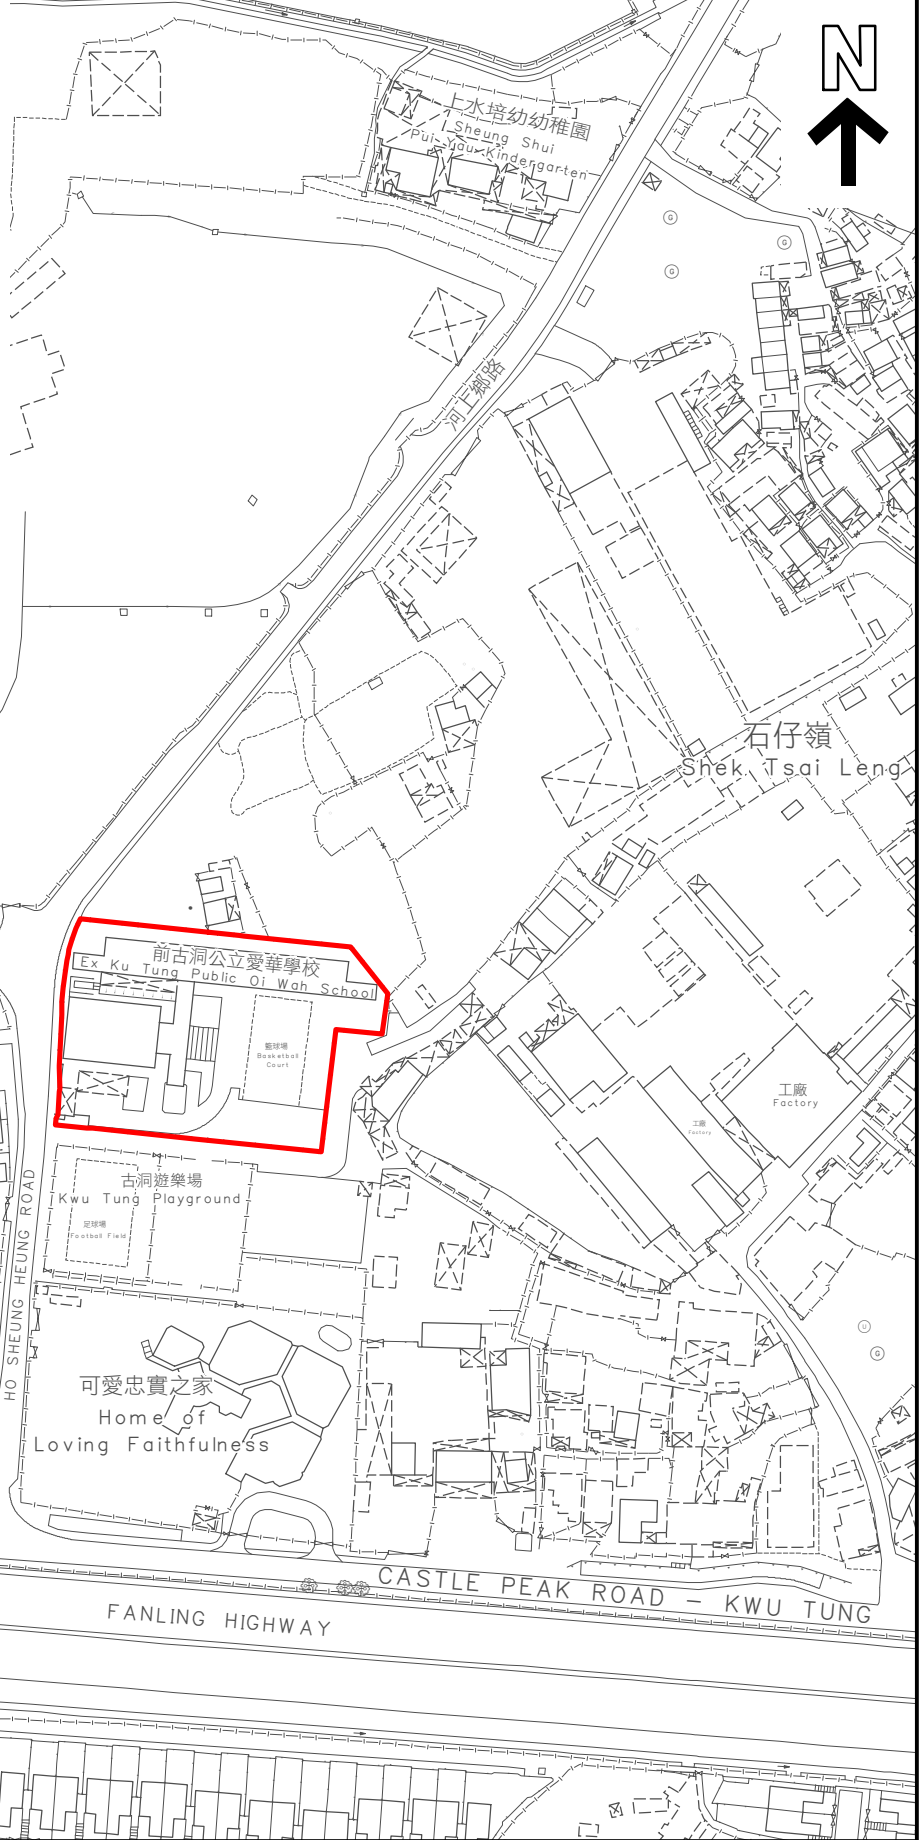 N
上水培幼幼稚園
Sheung Shui
Pui Yau Kindergarten
G
G
G
河上鄉路
石仔嶺
Shek Tsai Leng
前古洞公立愛華學校
Ex Ku Tung Public Oi Wah School
籃球場
Basketball
Court
工廠
Factory
工廠
Factory
古洞遊樂場
Kwu Tung Playground
足球場
Football Field
HO SHEUNG HEUNG ROAD
U
G
可愛忠實之家
Home of
Loving Faithfulness
CASTLE PEAK ROAD - KWU TUNG
FANLING HIGHWAY